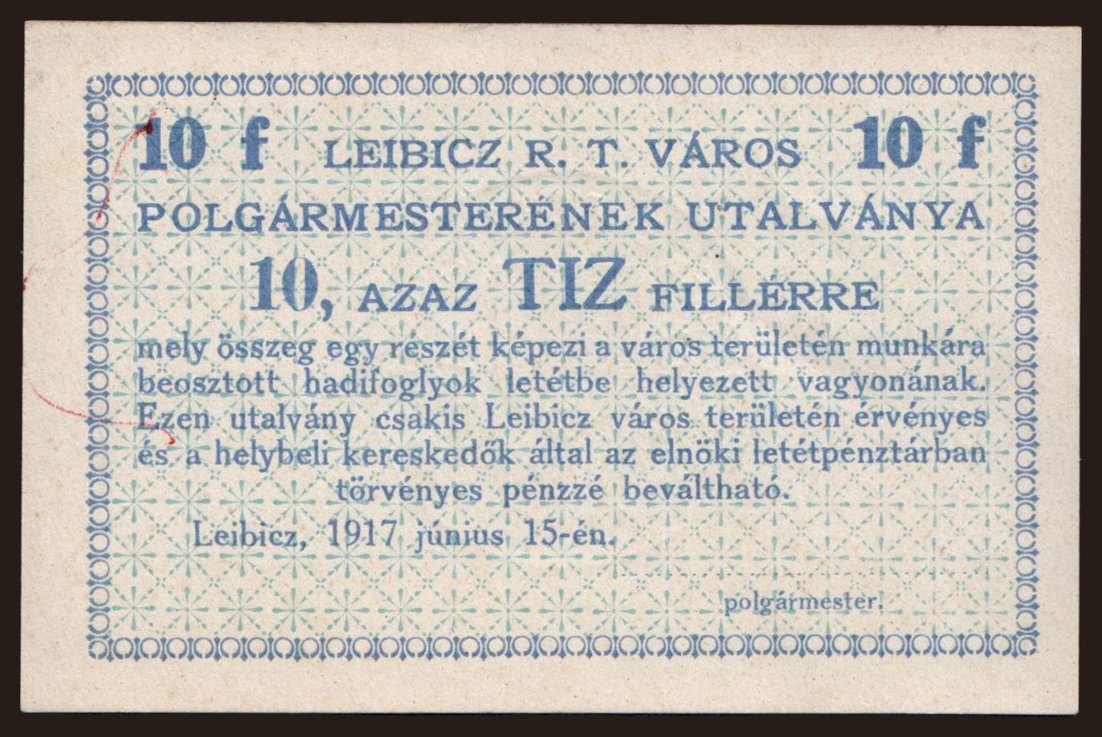 10 f LEIBICZ R. T. VÁROS 10 f
POLGÁRMESTERÉNEK UTALVÁNYA
10, AZAZ TIZ FILLÉRRE
mely összeg egy részét képezi a város területén munkára
beosztott hadifoglyok letétbe helyezett vagyonának.
Ezen utalvány csakis Leibicz város területén érvényes
és a helybeli kereskedők által az elnöki letétpénztárban
törvényes pénzzé beváltható.
Leibicz, 1917 június 15-én.
polgármester.